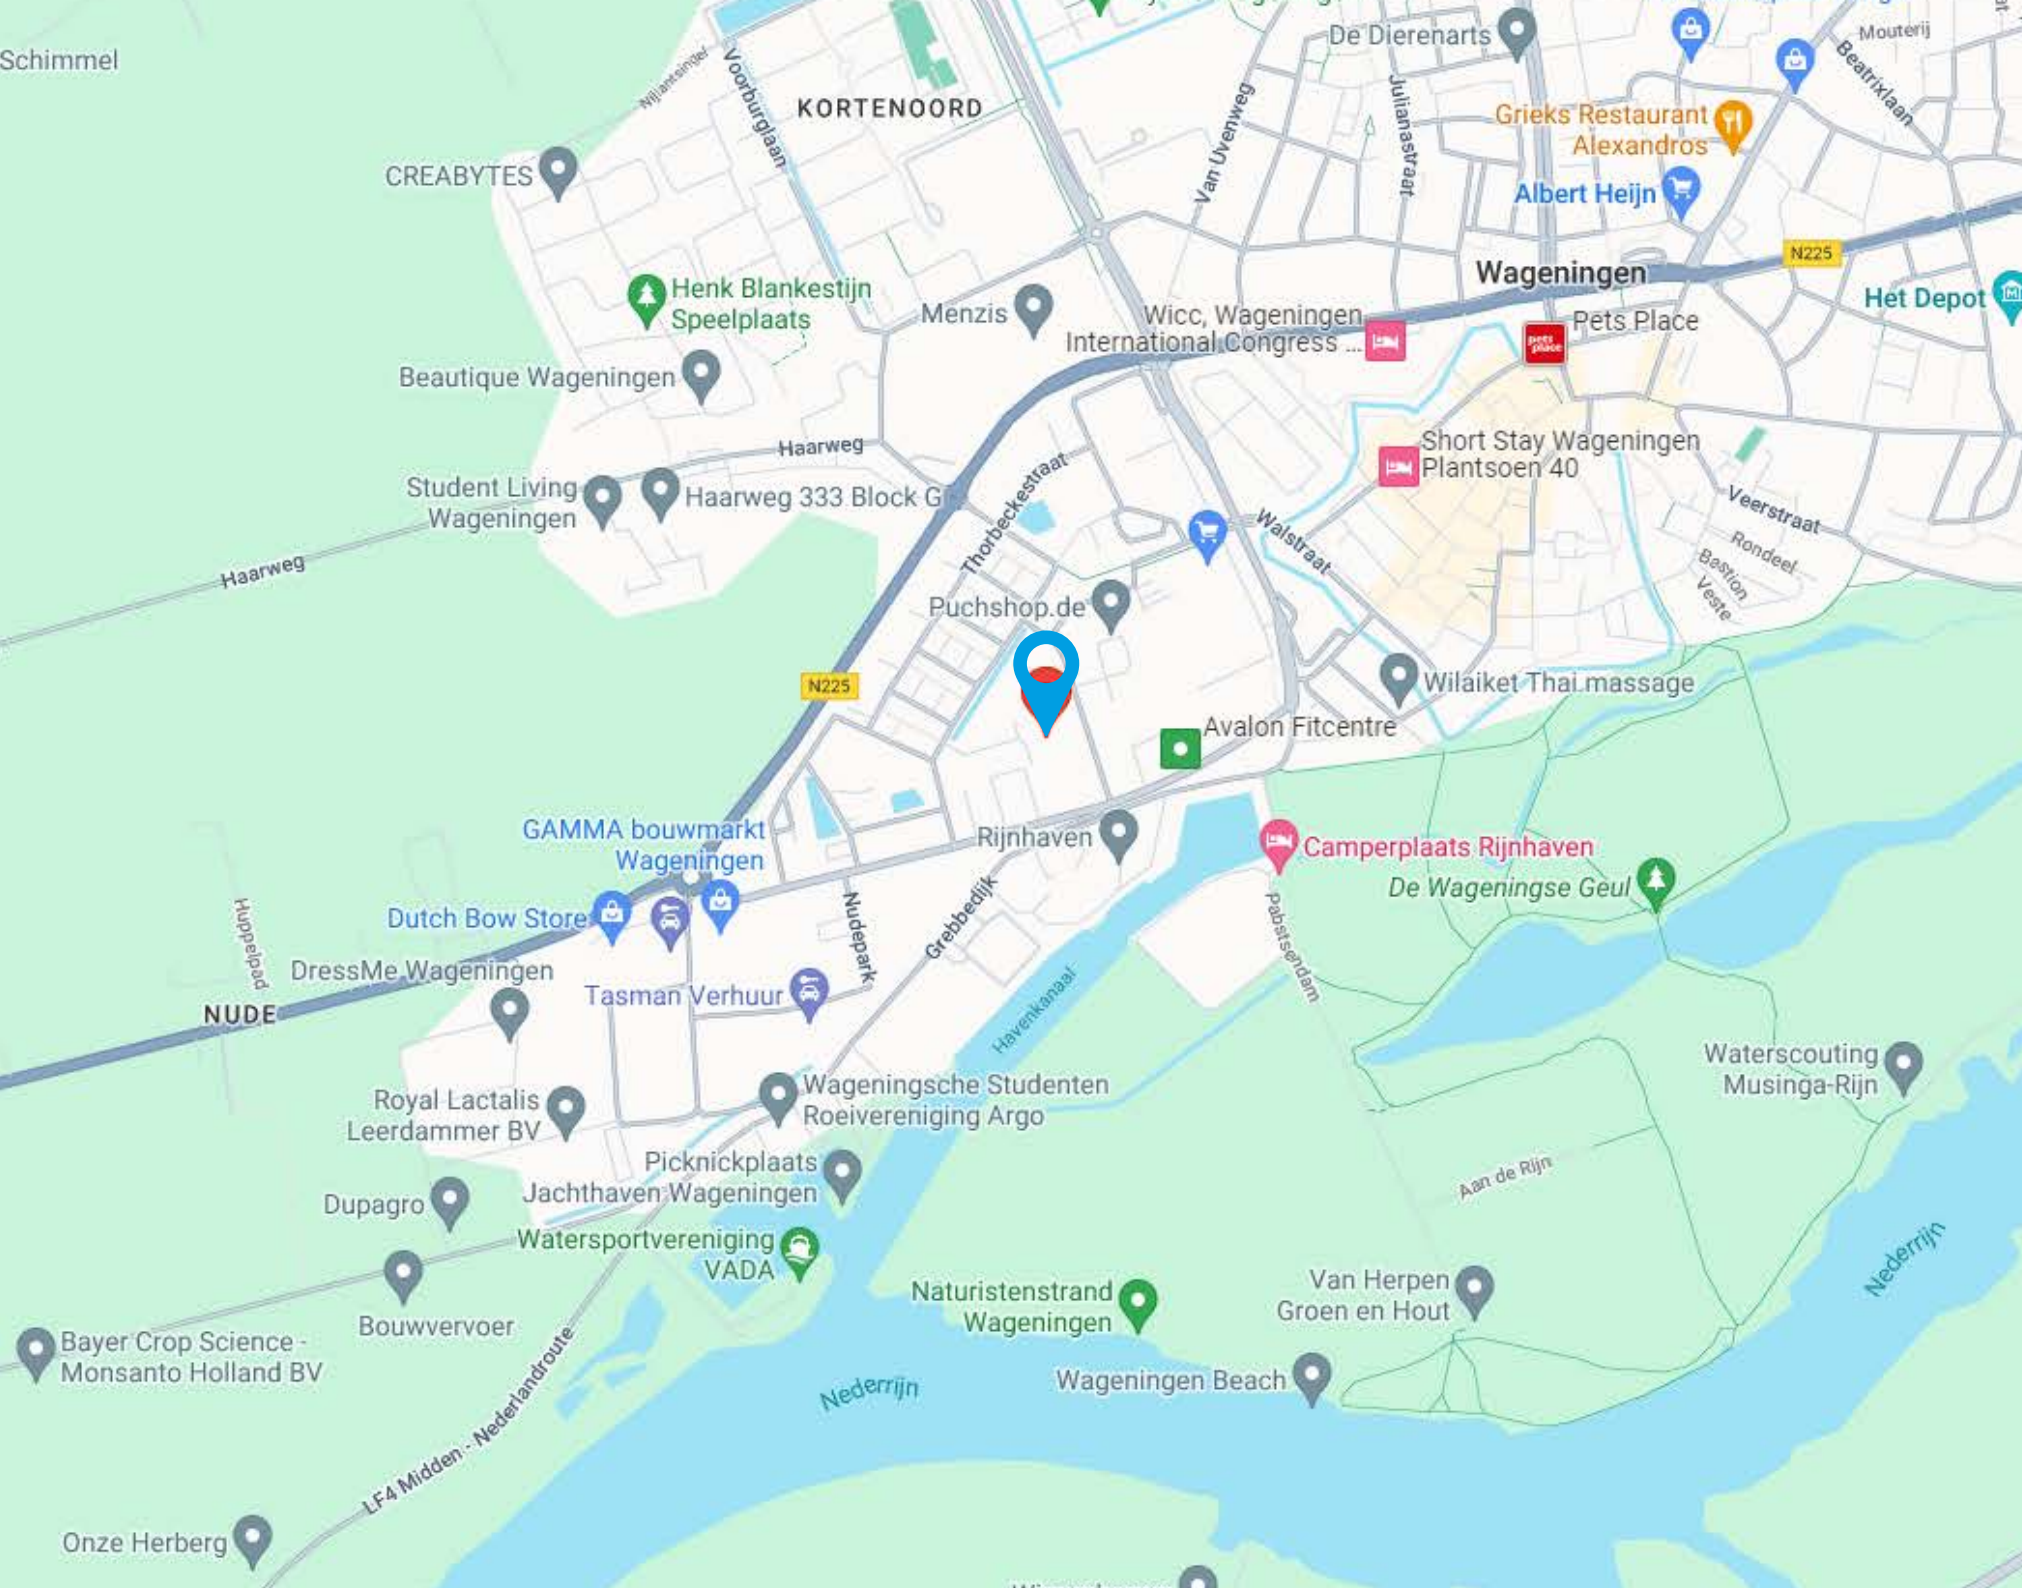 De Dierenarts
Mouterij
Schimmel
Beatrixlaan
Nijlantsingel
Voorburglaan
KORTENOORD
Van Uvenweg
Julianastraat
Grieks Restaurant
Alexandros
CREABYTES
Albert Heijn
N225
Wageningen
Henk Blankestijn
Speelplaats
Het Depot
Menzis
Wicc, Wageningen
International Congress ...
Pets Place
pets
place
Beautique Wageningen
Haarweg
Short Stay Wageningen
Plantsoen 40
Student Living
Wageningen
Haarweg 333 Block G
Thorbeckestraat
Walstraat
Veerstraat
Rondeel
Bastion
Veste
Haarweg
Puchshop.de
N225
Wilaiket Thai massage
Avalon Fitcentre
GAMMA bouwmarkt
Wageningen
Rijnhaven
Camperplaats Rijnhaven
De Wageningse Geul
Dutch Bow Store
Huppelpad
Nudepark
Grebbedijk
Pabstsendam
DressMe Wageningen
Tasman Verhuur
NUDE
Havenkanaal
Waterscouting
Musinga-Rijn
Royal Lactalis
Leerdammer BV
Wageningsche Studenten
Roeivereniging Argo
Picknickplaats
Jachthaven Wageningen
Aan de Rijn
Dupagro
Watersportvereniging
VADA
Nederrijn
Naturistenstrand
Wageningen
Van Herpen
Groen en Hout
Bouwvervoer
Bayer Crop Science -
Monsanto Holland BV
Nederrijn
Wageningen Beach
LF4 Midden - Nederlandroute
Onze Herberg